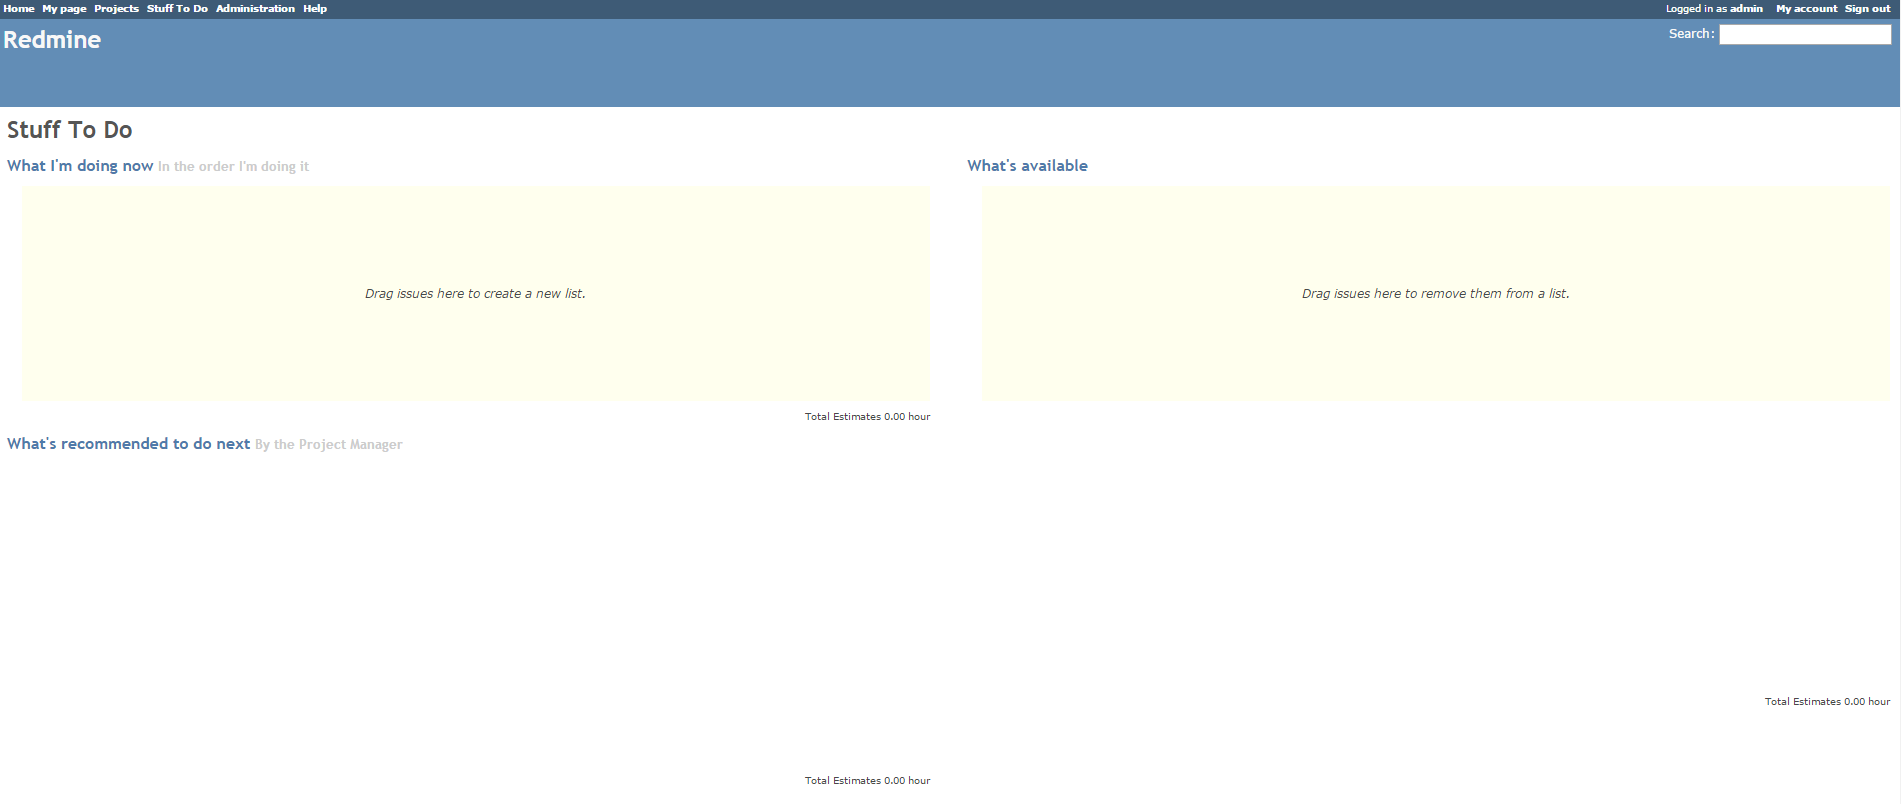 Home My page Projects Stuff To Do Administration Help
Logged in as admin My account Sign out
Redmine
Search:
Stuff To Do
What I'm doing now In the order I'm doing it
Drag issues here to create a new list.
Total Estimates 0.00 hour
What's recommended to do next By the Project Manager
Total Estimates 0.00 hour
What's available
Drag issues here to remove them from a list.
Total Estimates 0.00 hour